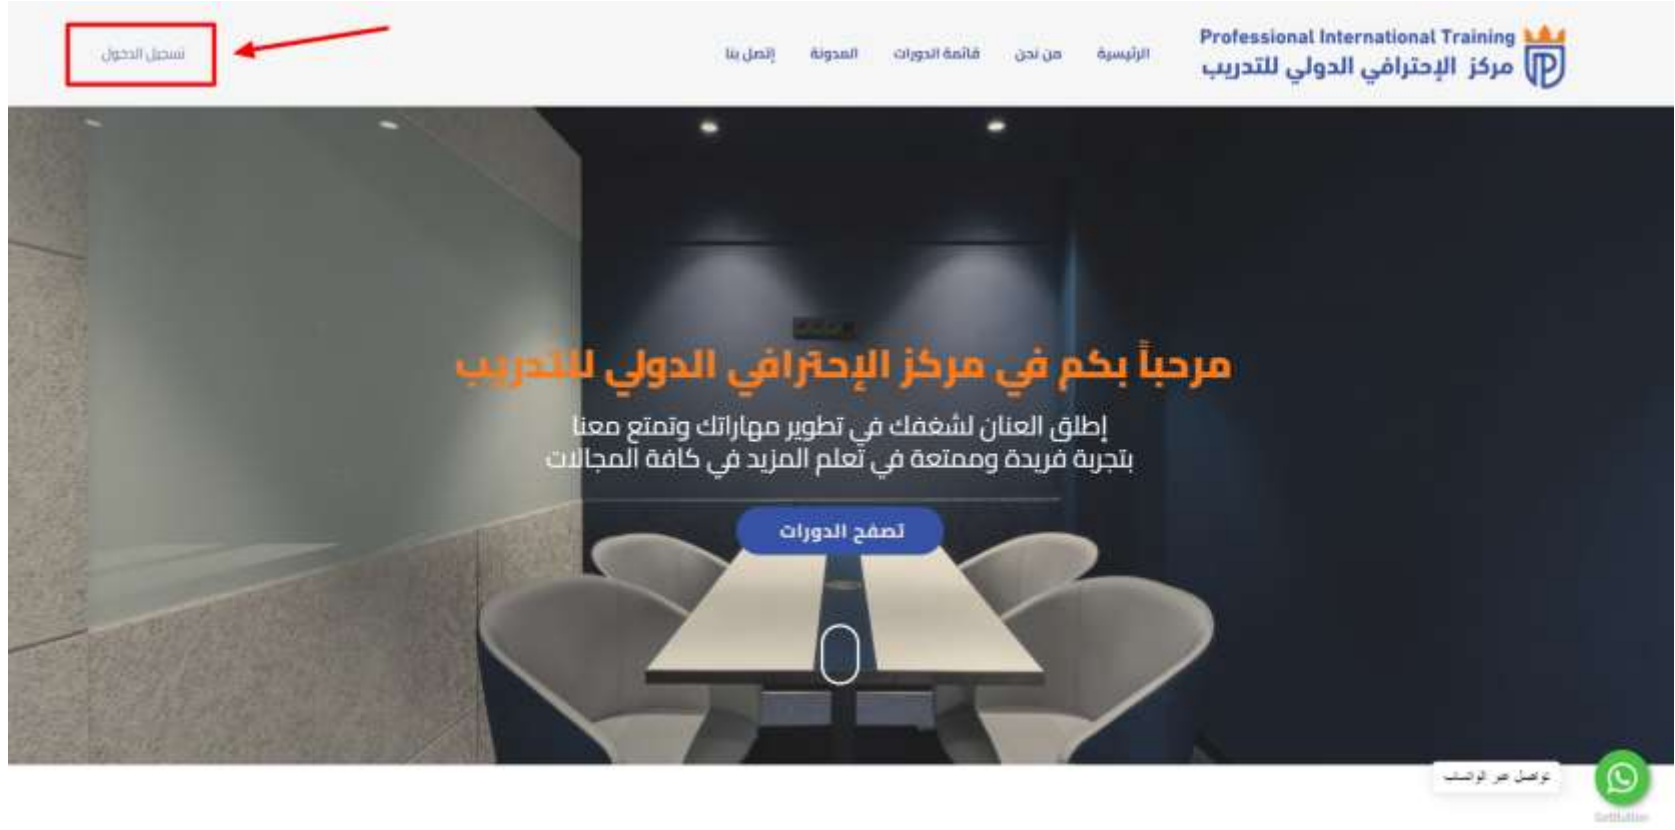 Professional International Training
مركز الإحترافي الدولي للتدريب
الرئيسية
من نحن
قائمة الدورات
المدونة
إتصل بنا
تسجيل الدخول
مرحباً بكم في مركز الإحترافي الدولي للتدريب
إطلق العنان لشغفك في تطوير مهاراتك وتمتع معنا
بتجربة فريدة وممتعة في تعلم المزيد في كافة المجالات
تصفح الدورات
تواصل عبر الواتساب
GetButton